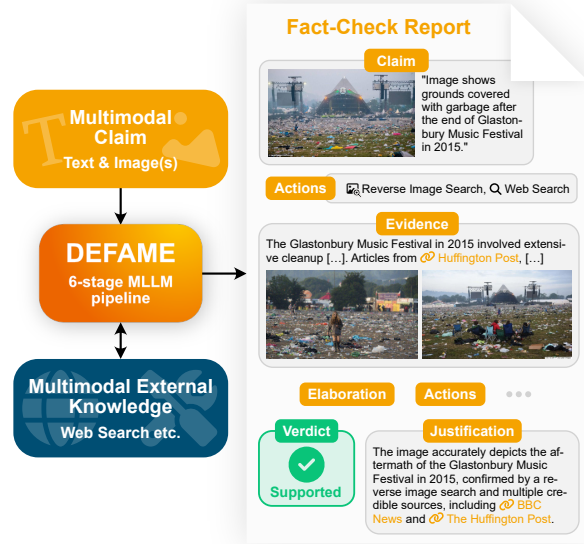 Multimodal
Claim
Text & Image(s)
DEFAME
6-stage MLLM
pipeline
Multimodal External
Knowledge
Web Search etc.
Fact-Check Report
Claim
"Image shows
grounds covered
with garbage after
the end of Glaston-
bury Music Festival
in 2015."
Actions
Reverse Image Search, Web Search
Evidence
The Glastonbury Music Festival in 2015 involved extensi-
ve cleanup [...]. Articles from Huffington Post, [...]
Elaboration
Actions
Verdict
Supported
Justification
The image accurately depicts the af-
termath of the Glastonbury Music
Festival in 2015, confirmed by a re-
verse image search and multiple cre-
dible sources, including BBC
News and The Huffington Post.